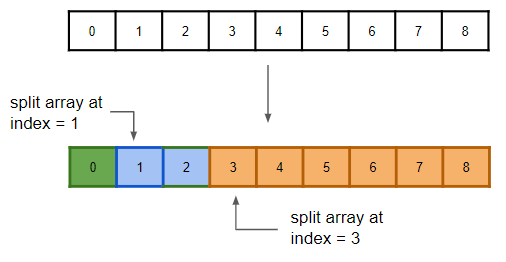 0 1 2 3 4 5 6 7 8
split array at
index = 1
0 1 2 3 4 5 6 7 8
split array at
index = 3